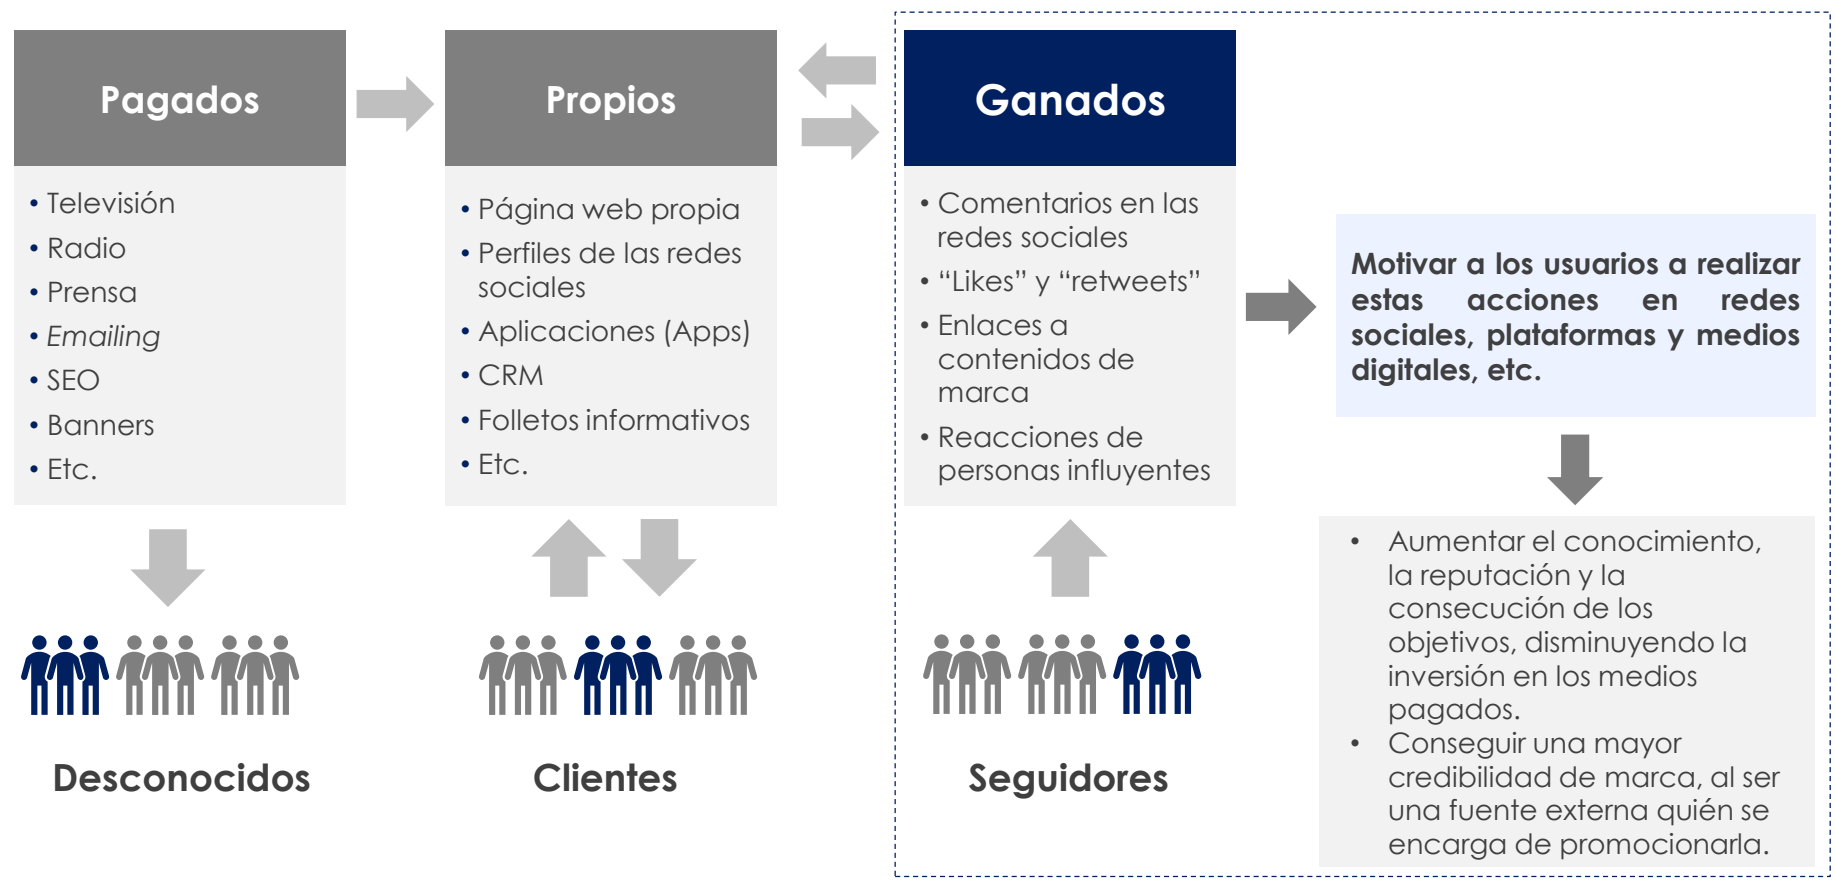 Pagados
• Televisión
• Radio
• Prensa
• Emailing
• SEO
• Banners
• Etc.
Desconocidos
Propios
• Página web propia
• Perfiles de las redes
sociales
• Aplicaciones (Apps)
• CRM
• Folletos informativos
• Etc.
Clientes
Ganados
• Comentarios en las
redes sociales
• “Likes” y “retweets”
• Enlaces a
contenidos de
marca
• Reacciones de
personas influyentes
Seguidores
Motivar a los usuarios a realizar
estas acciones en redes
sociales, plataformas y medios
digitales, etc.
• Aumentar el conocimiento,
la reputación y la
consecución de los
objetivos, disminuyendo la
inversión en los medios
pagados.
• Conseguir una mayor
credibilidad de marca, al ser
una fuente externa quién se
encarga de promocionarla.